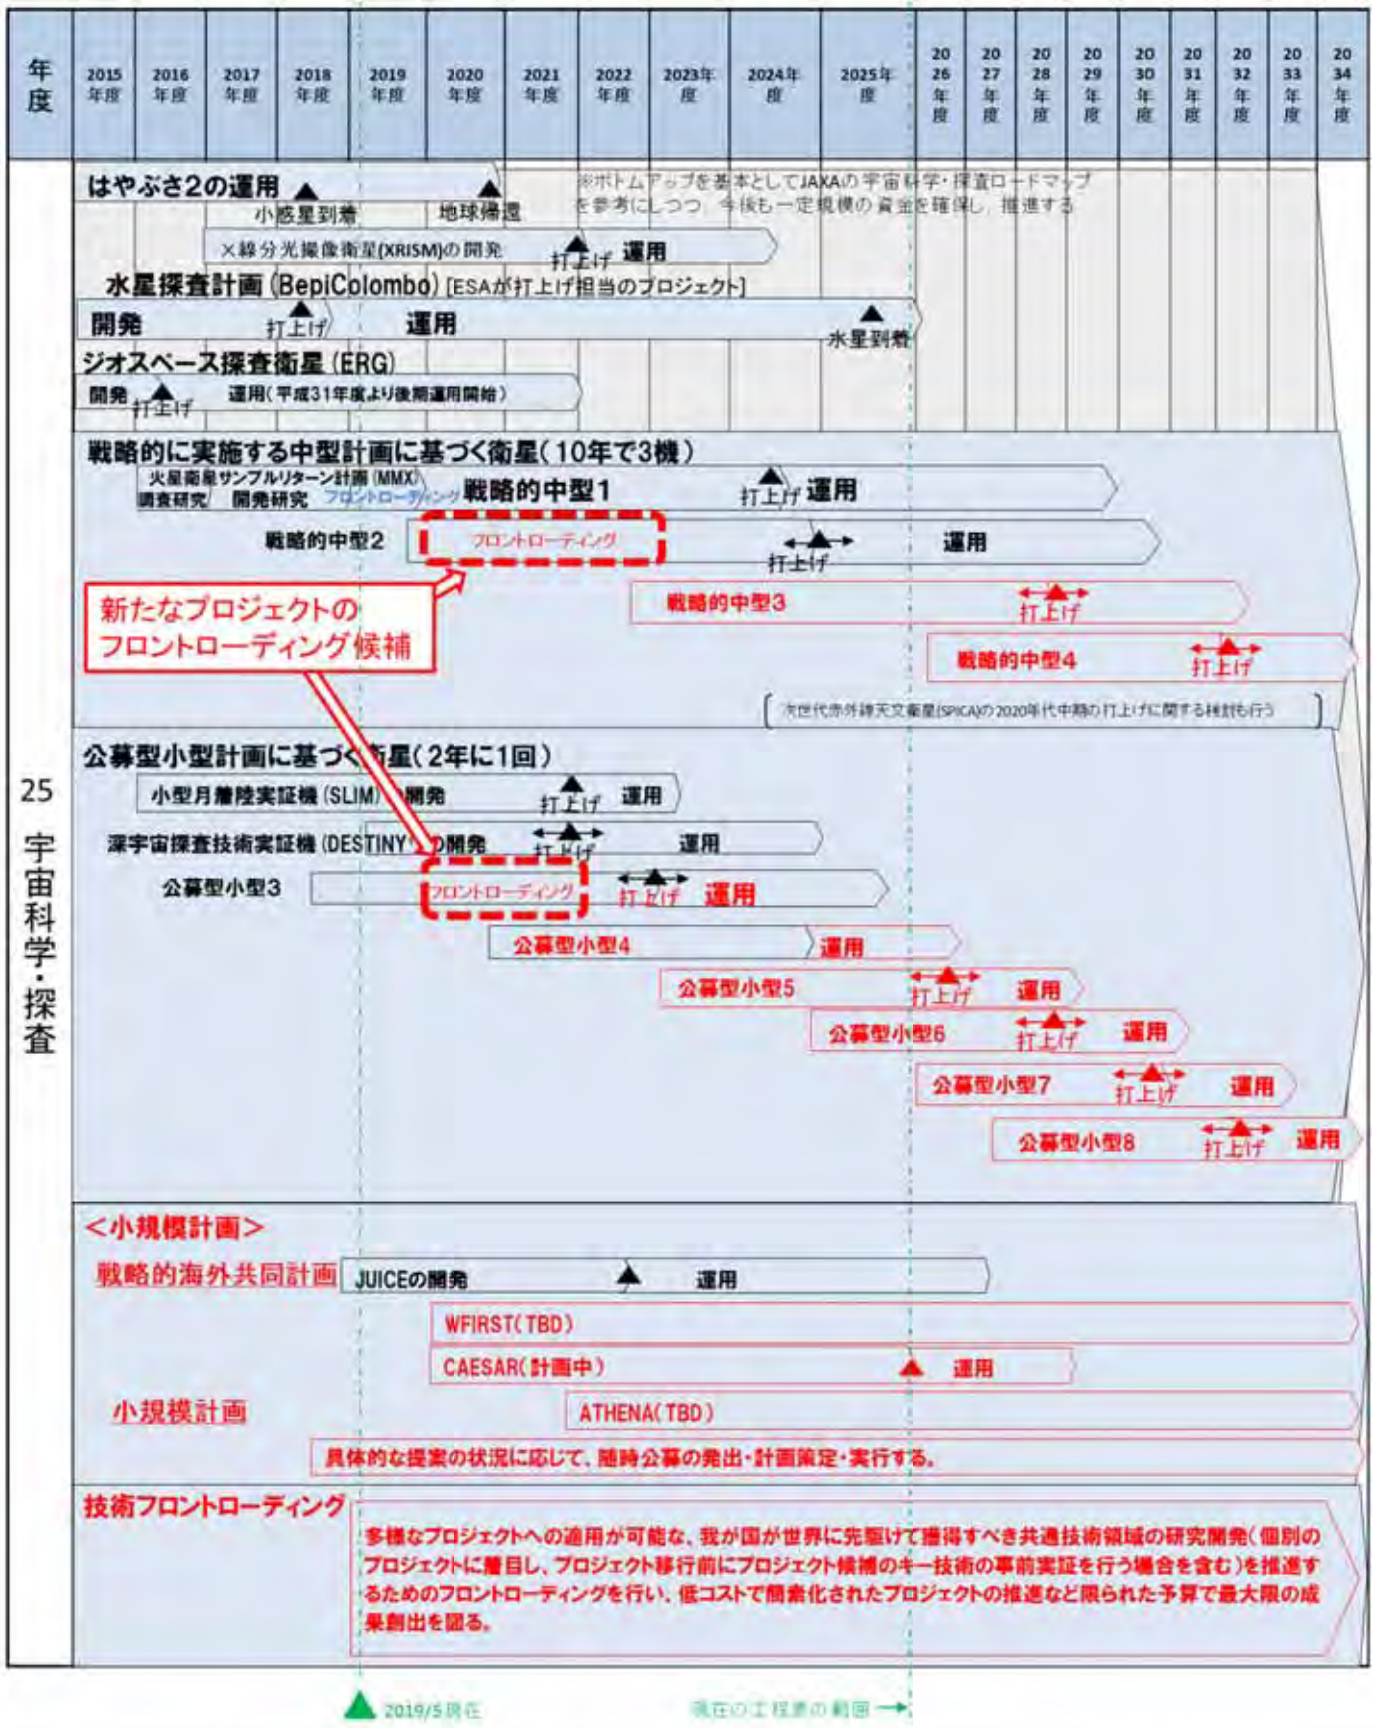 年度
2015年度 2016年度 2017年度 2018年度 2019年度 2020年度 2021年度 2022年度 2023年度 2024年度 2025年度 2026年度 2027年度 2028年度 2029年度 2030年度 2031年度 2032年度 2033年度 2034年度
25 宇宙科学・探査
はやぶさ2の運用
小惑星到着 地球帰還
※ボトムアップを基本としてJAXAの宇宙科学・探査ロードマップ
を参考にしつつ、今後も一定規模の資金を確保し、推進する
X線分光撮像衛星(XRISM)の開発 打上げ 運用
水星探査計画(BepiColombo)[ESAが打上げ担当のプロジェクト]
開発 打上げ 運用 水星到着
ジオスペース探査衛星(ERG)
開発 打上げ 運用(平成31年度より後期運用開始)
戦略的に実施する中型計画に基づく衛星(10年で3機)
火星衛星サンプルリターン計画(MMX)
調査研究 開発研究 フロントローディング 戦略的中型1 打上げ 運用
戦略的中型2 フロントローディング 打上げ 運用
新たなプロジェクトの
フロントローディング候補
戦略的中型3 打上げ
戦略的中型4 打上げ
次世代赤外線天文衛星(SPICA)の2020年代中期の打上げに関する検討も行う
公募型小型計画に基づく衛星(2年に1回)
小型月着陸実証機(SLIM)の開発 打上げ 運用
深宇宙探査技術実証機(DESTINY+)の開発 打上げ 運用
公募型小型3 フロントローディング 打上げ 運用
公募型小型4 運用
公募型小型5 打上げ 運用
公募型小型6 打上げ 運用
公募型小型7 打上げ 運用
公募型小型8 打上げ 運用
<小規模計画>
戦略的海外共同計画 JUICEの開発 運用
WFIRST(TBD)
CAESAR(計画中) 運用
小規模計画 ATHENA(TBD)
具体的な提案の状況に応じて、随時公募の発出・計画策定・実行する。
技術フロントローディング
多様なプロジェクトへの適用が可能な、我が国が世界に先駆けて獲得すべき共通技術領域の研究開発(個別の
プロジェクトに着目し、プロジェクト移行前にプロジェクト候補のキー技術の事前実証を行う場合を含む)を推進す
るためのフロントローディングを行い、低コストで簡素化されたプロジェクトの推進など限られた予算で最大限の成
果創出を図る。
2019/5現在 現在の工程表の範囲